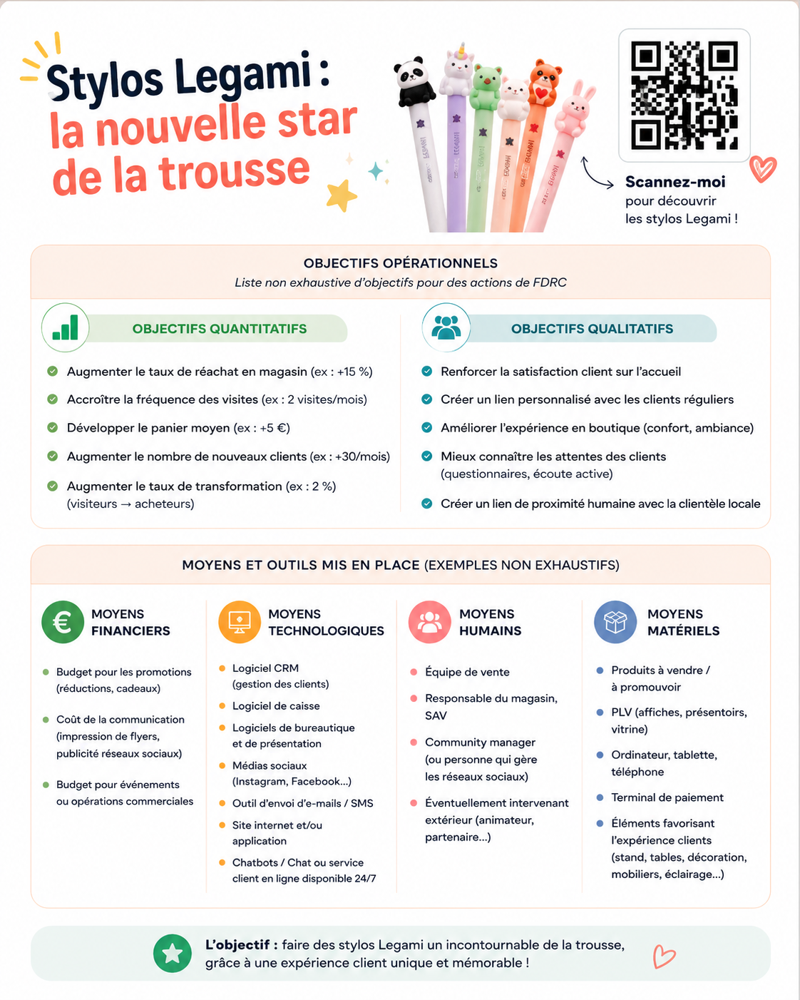 Stylos Legami :
la nouvelle star
de la trousse
Scannez-moi
pour découvrir
les stylos Legami !
OBJECTIFS OPÉRATIONNELS
Liste non exhaustive d'objectifs pour des actions de FDRC
OBJECTIFS QUANTITATIFS
Augmenter le taux de réachat en magasin (ex : +15 %)
Accroître la fréquence des visites (ex : 2 visites/mois)
Développer le panier moyen (ex : +5 €)
Augmenter le nombre de nouveaux clients (ex : +30/mois)
Augmenter le taux de transformation (ex : 2 %)
(visiteurs → acheteurs)
OBJECTIFS QUALITATIFS
Renforcer la satisfaction client sur l'accueil
Créer un lien personnalisé avec les clients réguliers
Améliorer l'expérience en boutique (confort, ambiance)
Mieux connaître les attentes des clients
(questionnaires, écoute active)
Créer un lien de proximité humaine avec la clientèle locale
MOYENS ET OUTILS MIS EN PLACE (EXEMPLES NON EXHAUSTIFS)
MOYENS
FINANCIERS
Budget pour les promotions
(réductions, cadeaux)
Coût de la communication
(impression de flyers,
publicité réseaux sociaux)
Budget pour événements
ou opérations commerciales
MOYENS
TECHNOLOGIQUES
Logiciel CRM
(gestion des clients)
Logiciel de caisse
Logiciels de bureautique
et de présentation
Médias sociaux
(Instagram, Facebook...)
Outil d'envoi d'e-mails / SMS
Site internet et/ou
application
Chatbots / Chat ou service
client en ligne disponible 24/7
MOYENS
HUMAINS
Équipe de vente
Responsable du magasin,
SAV
Community manager
(ou personne qui gère
les réseaux sociaux)
Éventuellement intervenant
extérieur (animateur,
partenaire...)
MOYENS
MATÉRIELS
Produits à vendre /
à promouvoir
PLV (affiches, présentoirs,
vitrine)
Ordinateur, tablette,
téléphone
Terminal de paiement
Éléments favorisant
l'expérience clients
(stand, tables, décoration,
mobiliers, éclairage...)
L'objectif : faire des stylos Legami un incontournable de la trousse,
grâce à une expérience client unique et mémorable !